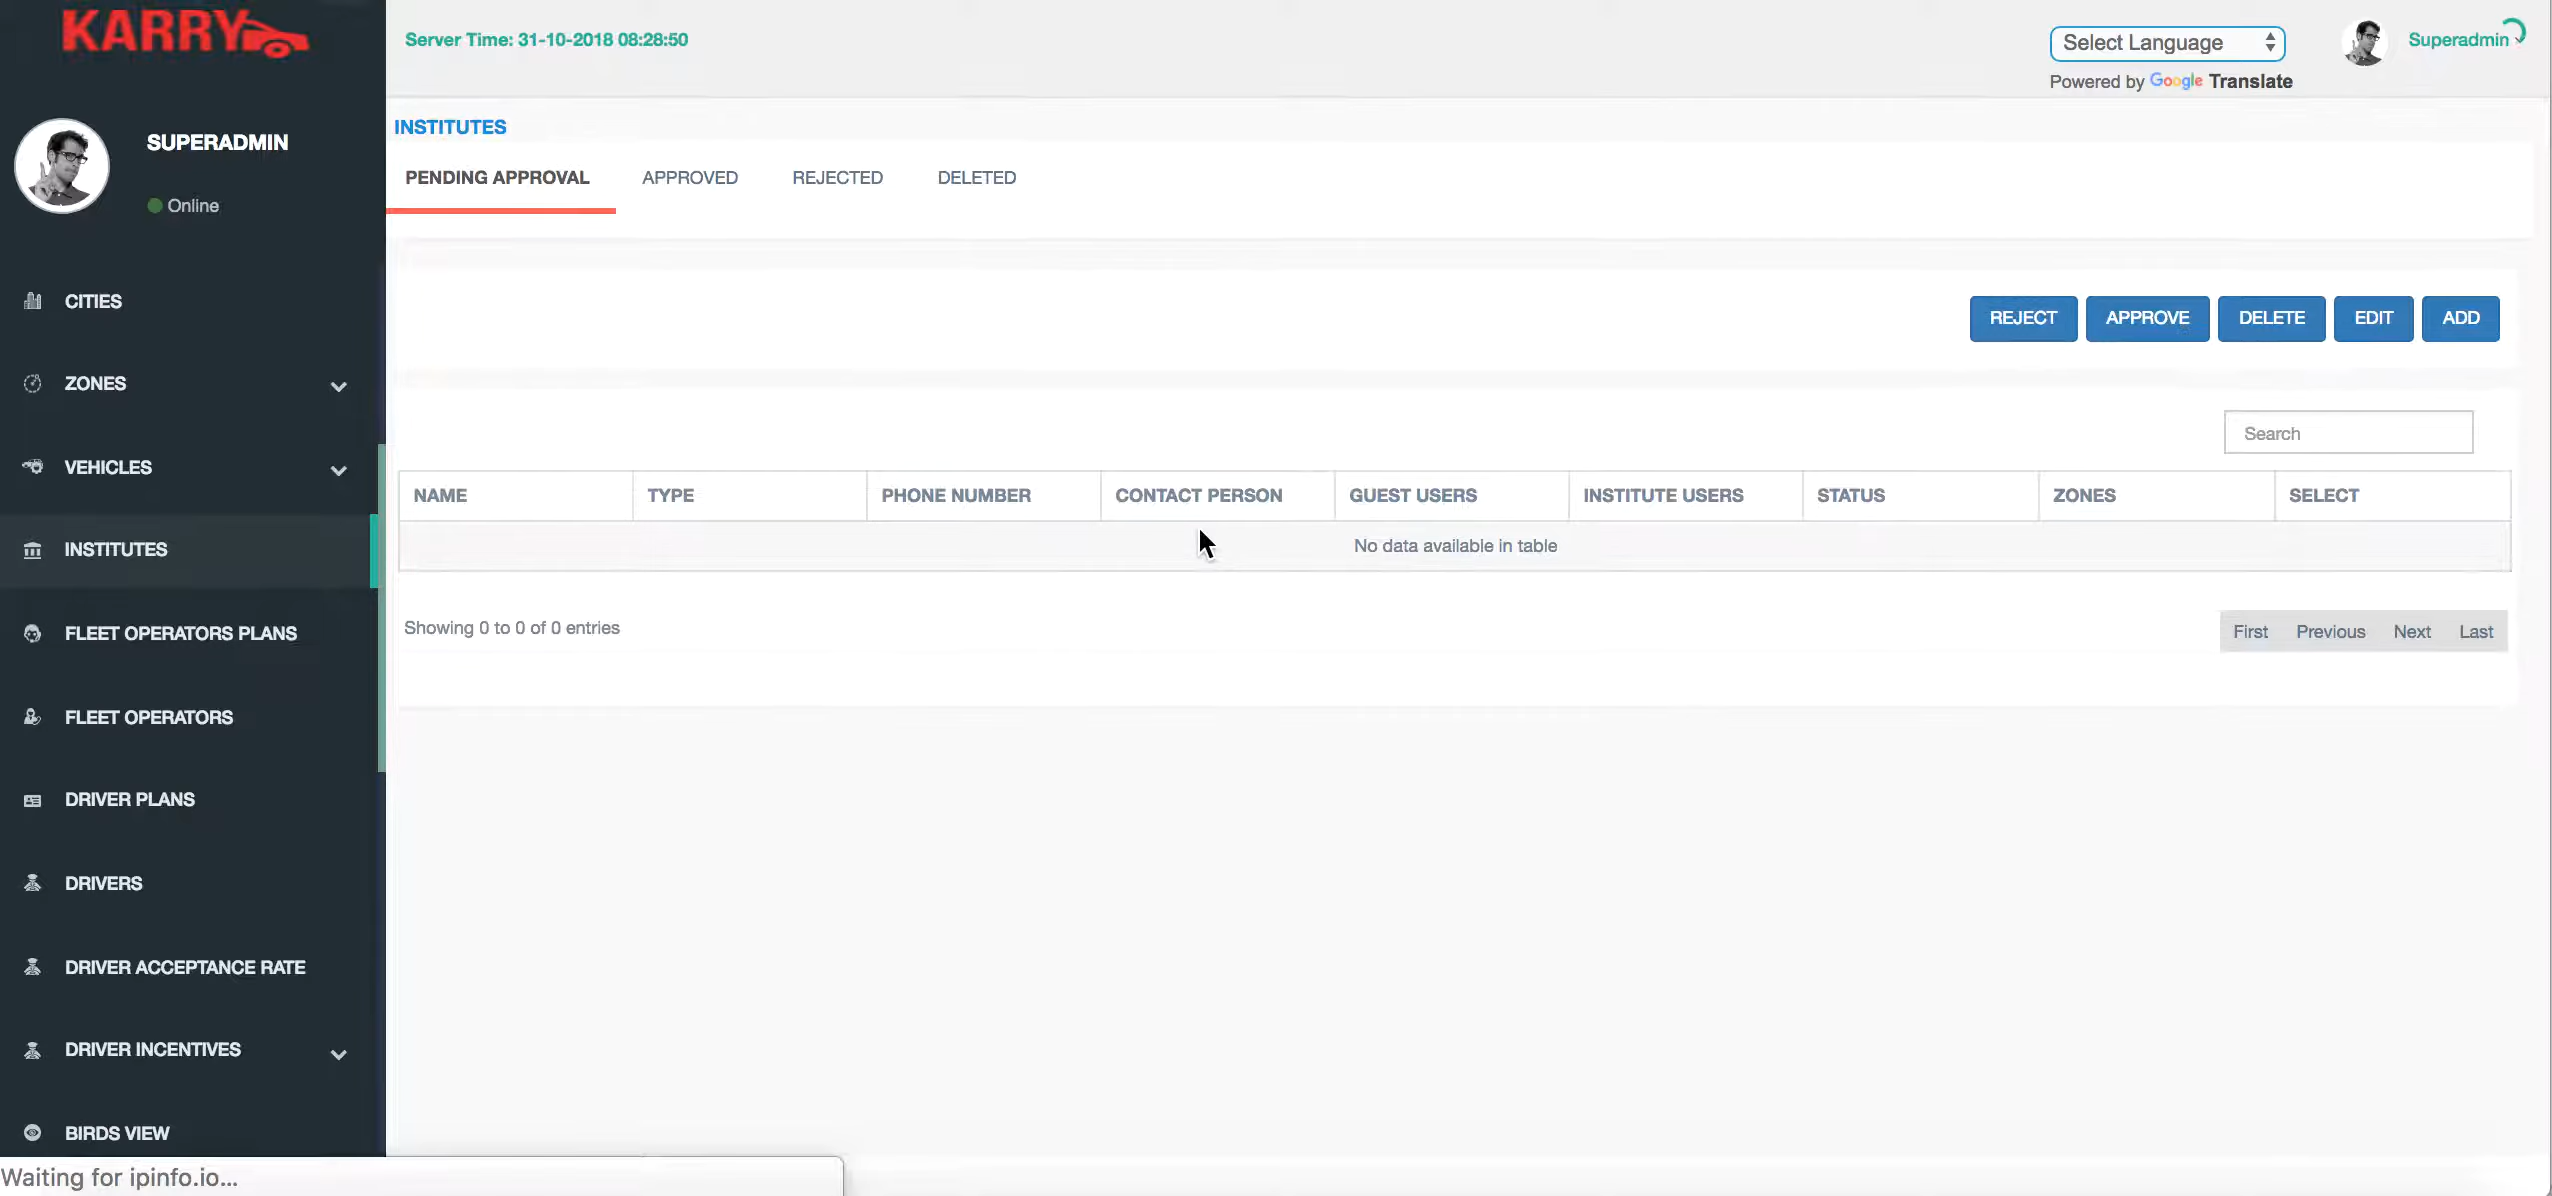 KARRY
Server Time: 31-10-2018 08:28:50
Select Language
Powered by Google Translate
Superadmin
SUPERADMIN
Online
CITIES
ZONES
VEHICLES
INSTITUTES
FLEET OPERATORS PLANS
FLEET OPERATORS
DRIVER PLANS
DRIVERS
DRIVER ACCEPTANCE RATE
DRIVER INCENTIVES
BIRDS VIEW
INSTITUTES
PENDING APPROVAL APPROVED REJECTED DELETED
REJECT APPROVE DELETE EDIT ADD
Search
NAME TYPE PHONE NUMBER CONTACT PERSON GUEST USERS INSTITUTE USERS STATUS ZONES SELECT
No data available in table
Showing 0 to 0 of 0 entries
First Previous Next Last
Waiting for ipinfo.io...